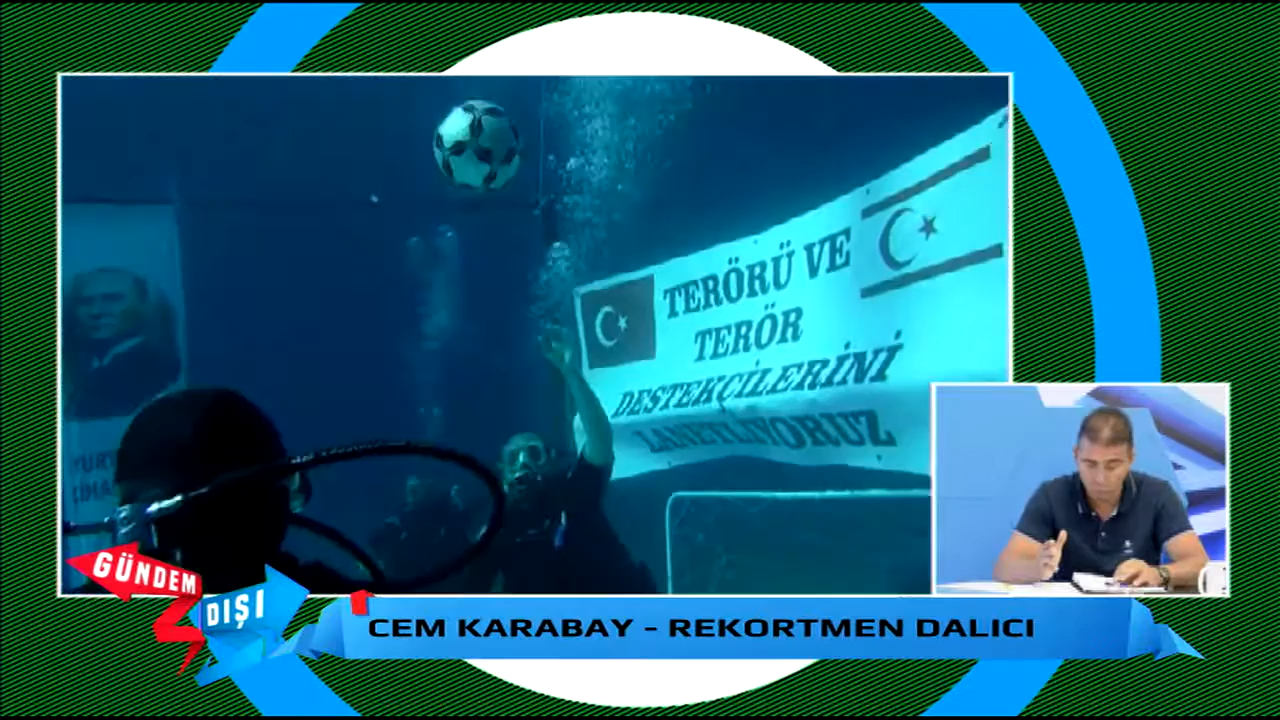 TERÖRÜ VE
TERÖR
DESTEKÇİLERİNİ
LANETLİYORUZ
GÜNDEM
DIŞI
CEM KARABAY - REKORTMEN DALICI